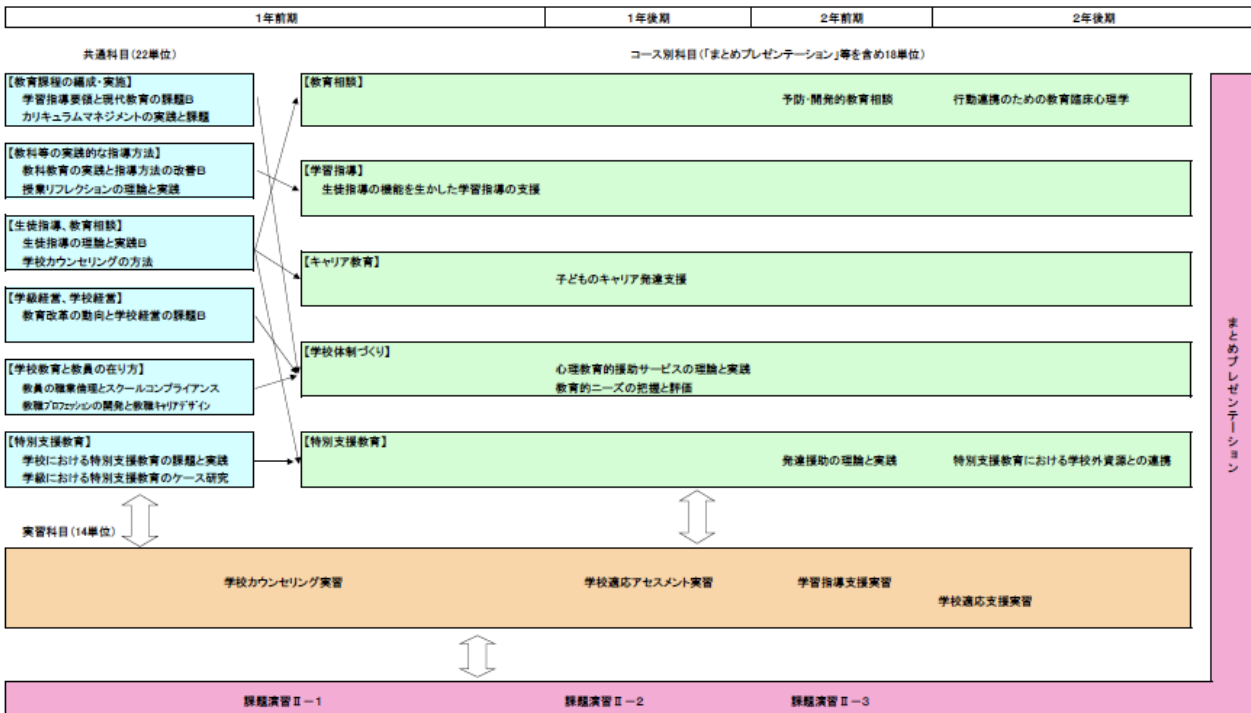 1年前期
1年後期
2年前期
2年後期
共通科目(22単位)
コース別科目(「まとめプレゼンテーション」等を含め18単位)
【教育課程の編成・実施】
学習指導要領と現代教育の課題B
カリキュラムマネジメントの実践と課題
【教科等の実践的な指導方法】
教科教育の実践と指導方法の改善B
授業リフレクションの理論と実践
【生徒指導、教育相談】
生徒指導の理論と実践B
学校カウンセリングの方法
【学級経営、学校経営】
教育改革の動向と学校経営の課題B
【学校教育と教員の在り方】
教員の職業倫理とスクールコンプライアンス
教職プロフェッションの開発と教職キャリアデザイン
【特別支援教育】
学校における特別支援教育の課題と実践
学級における特別支援教育のケース研究
【教育相談】
予防・開発的教育相談
行動連携のための教育臨床心理学
【学習指導】
生徒指導の機能を生かした学習指導の支援
【キャリア教育】
子どものキャリア発達支援
【学校体制づくり】
心理教育的援助サービスの理論と実践
教育的ニーズの把握と評価
【特別支援教育】
発達援助の理論と実践
特別支援教育における学校外資源との連携
まとめプレゼンテーション
実習科目(14単位)
学校カウンセリング実習
学校適応アセスメント実習
学習指導支援実習
学校適応支援実習
課題演習Ⅱ-1
課題演習Ⅱ-2
課題演習Ⅱ-3